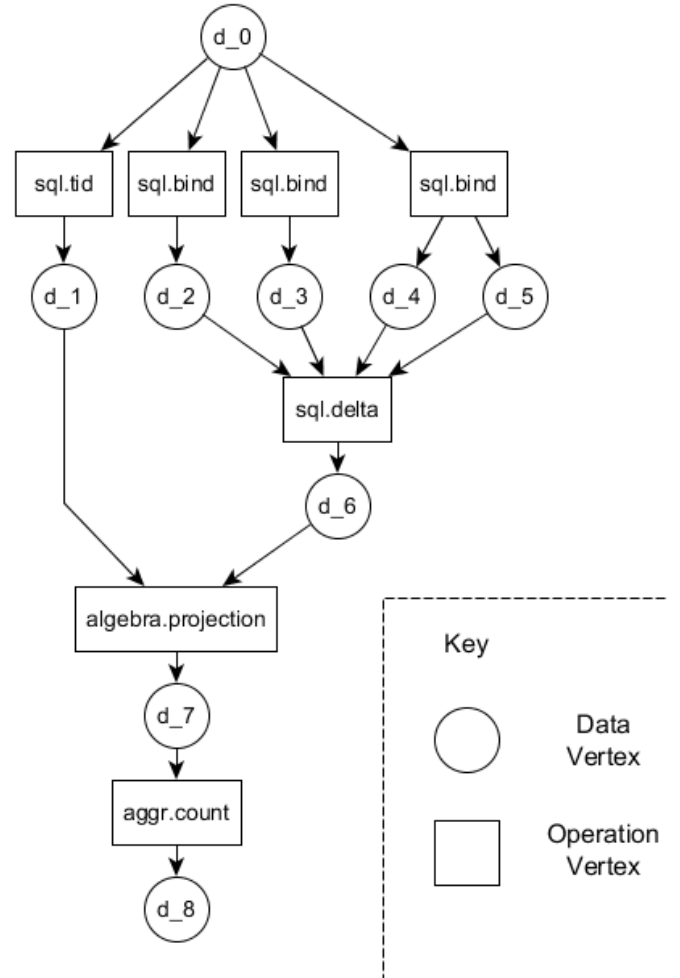 d_0
sql.tid
sql.bind
sql.bind
sql.bind
d_1
d_2
d_3
d_4
d_5
sql.delta
d_6
algebra.projection
d_7
aggr.count
d_8
Key
Data
Vertex
Operation
Vertex